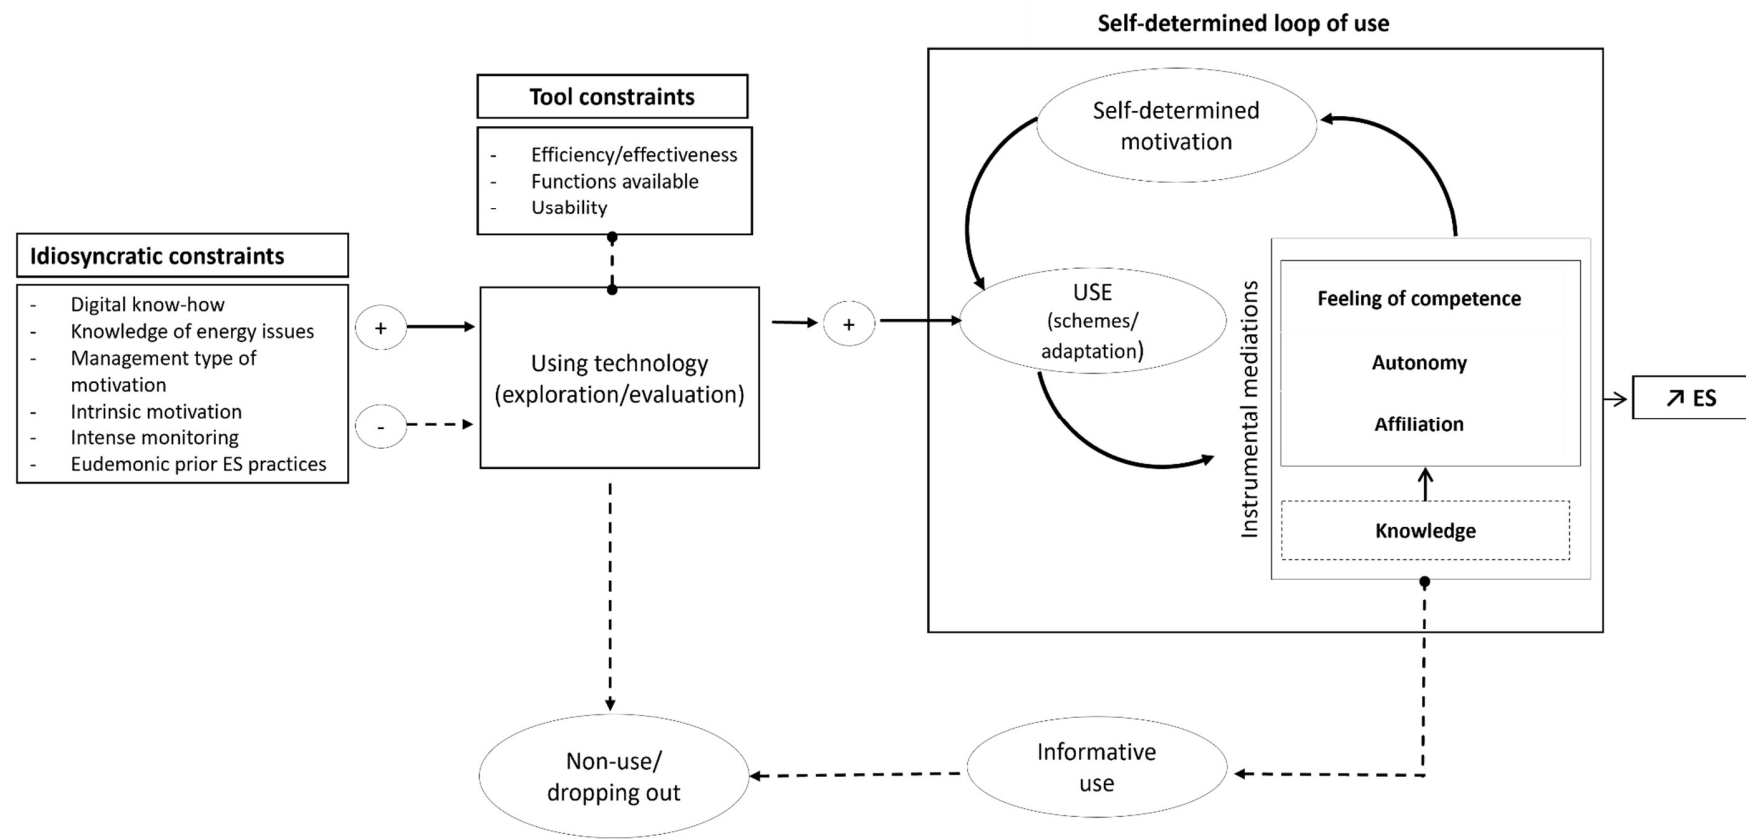 Self-determined loop of use
Tool constraints
- Efficiency/effectiveness
- Functions available
- Usability
Idiosyncratic constraints
- Digital know-how
- Knowledge of energy issues
- Management type of
motivation
- Intrinsic motivation
- Intense monitoring
- Eudemonic prior ES practices
+
-
Using technology
(exploration/evaluation)
+
Self-determined
motivation
USE
(schemes/
adaptation)
Instrumental mediations
Feeling of competence
Autonomy
Affiliation
Knowledge
↗ ES
Non-use/
dropping out
Informative
use